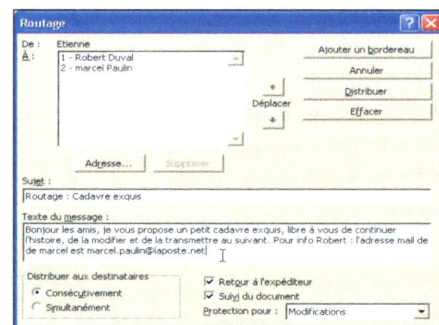 Routage
De : Etienne
À :
1 - Robert Duval
2 - marcel Paulin
Déplacer
Ajouter un bordereau
Annuler
Distribuer
Effacer
Adresse...
Supprimer
Sujet :
Routage : Cadavre exquis
Texte du message :
Bonjour les amis, je vous propose un petit cadavre exquis, libre à vous de continuer
l'histoire, de la modifier et de la transmettre au suivant. Pour info Robert : l'adresse mail de
de marcel est marcel.paulin@laposte.net
Distribuer aux destinataires
Consécutivement
Simultanément
Retour à l'expéditeur
Suivi du document
Protection pour : Modifications